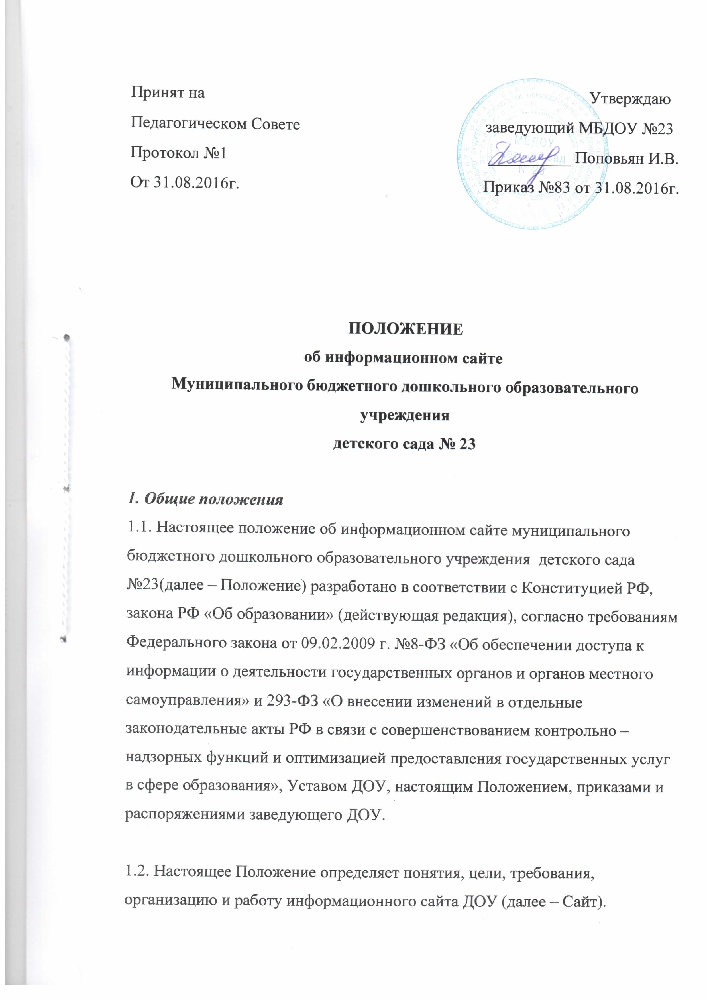 Принят на
Педагогическом Совете
Протокол №1
От 31.08.2016г.
Утверждаю
заведующий МБДОУ №23
Поповьян И.В.
Приказ №83 от 31.08.2016г.
МБДОУ
детский сад
№ 23
ПОЛОЖЕНИЕ
об информационном сайте
Муниципального бюджетного дошкольного образовательного
учреждения
детского сада № 23
1. Общие положения
1.1. Настоящее положение об информационном сайте муниципального
бюджетного дошкольного образовательного учреждения  детского сада
№23(далее – Положение) разработано в соответствии с Конституцией РФ,
закона РФ «Об образовании» (действующая редакция), согласно требованиям
Федерального закона от 09.02.2009 г. №8-ФЗ «Об обеспечении доступа к
информации о деятельности государственных органов и органов местного
самоуправления» и 293-ФЗ «О внесении изменений в отдельные
законодательные акты РФ в связи с совершенствованием контрольно –
надзорных функций и оптимизацией предоставления государственных услуг
в сфере образования», Уставом ДОУ, настоящим Положением, приказами и
распоряжениями заведующего ДОУ.
1.2. Настоящее Положение определяет понятия, цели, требования,
организацию и работу информационного сайта ДОУ (далее – Сайт).